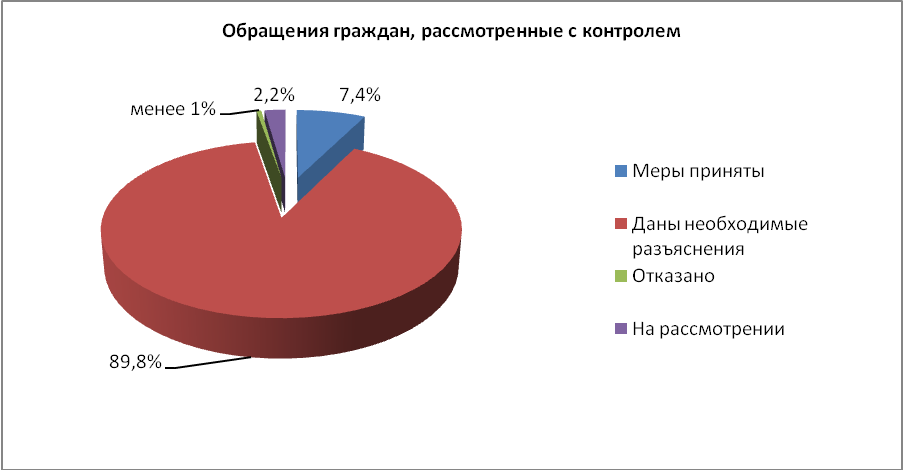 Обращения граждан, рассмотренные с контролем
менее 1%
2,2%
7,4%
89,8%
Меры приняты
Даны необходимые
разъяснения
Отказано
На рассмотрении